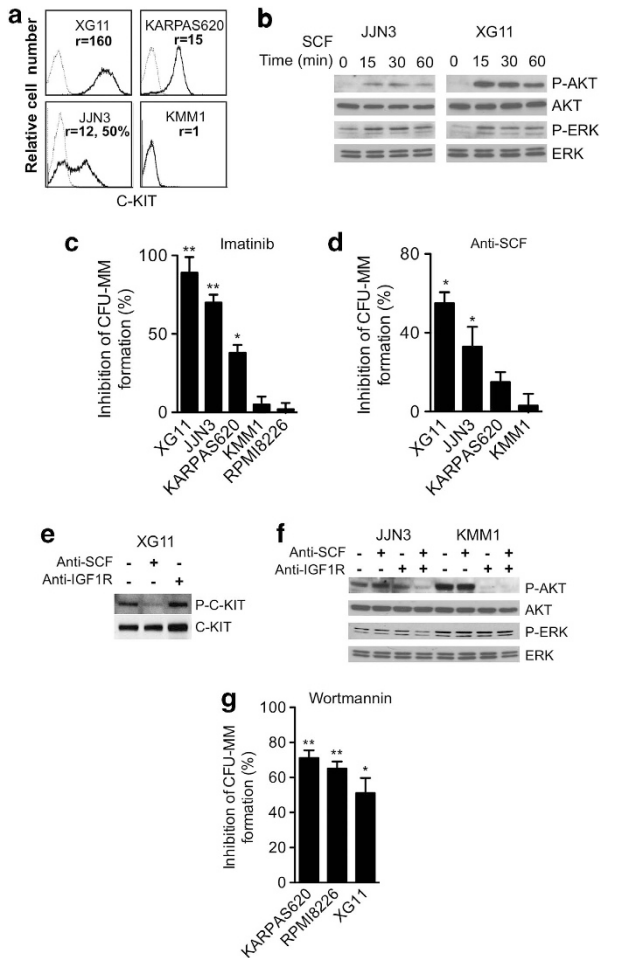 a
XG11
r=160
KARPAS620
r=15
JJN3
r=12, 50%
KMM1
r=1
Relative cell number
C-KIT
b
JJN3
XG11
SCF
Time (min)
0 15 30 60
0 15 30 60
P-AKT
AKT
P-ERK
ERK
c
Imatinib
Inhibition of CFU-MM
formation (%)
100
50
0
**
**
*
XG11
JJN3
KARPAS620
KMM1
RPMI8226
d
Anti-SCF
Inhibition of CFU-MM
formation (%)
80
40
0
*
*
XG11
JJN3
KARPAS620
KMM1
e
XG11
Anti-SCF - + -
Anti-IGF1R - - +
P-C-KIT
C-KIT
f
JJN3 KMM1
Anti-SCF - + - + - + - +
Anti-IGF1R - - + + - - + +
P-AKT
AKT
P-ERK
ERK
g
Wortmannin
Inhibition of CFU-MM
formation (%)
100
80
60
40
20
0
**
**
*
KARPAS620
RPMI8226
XG11